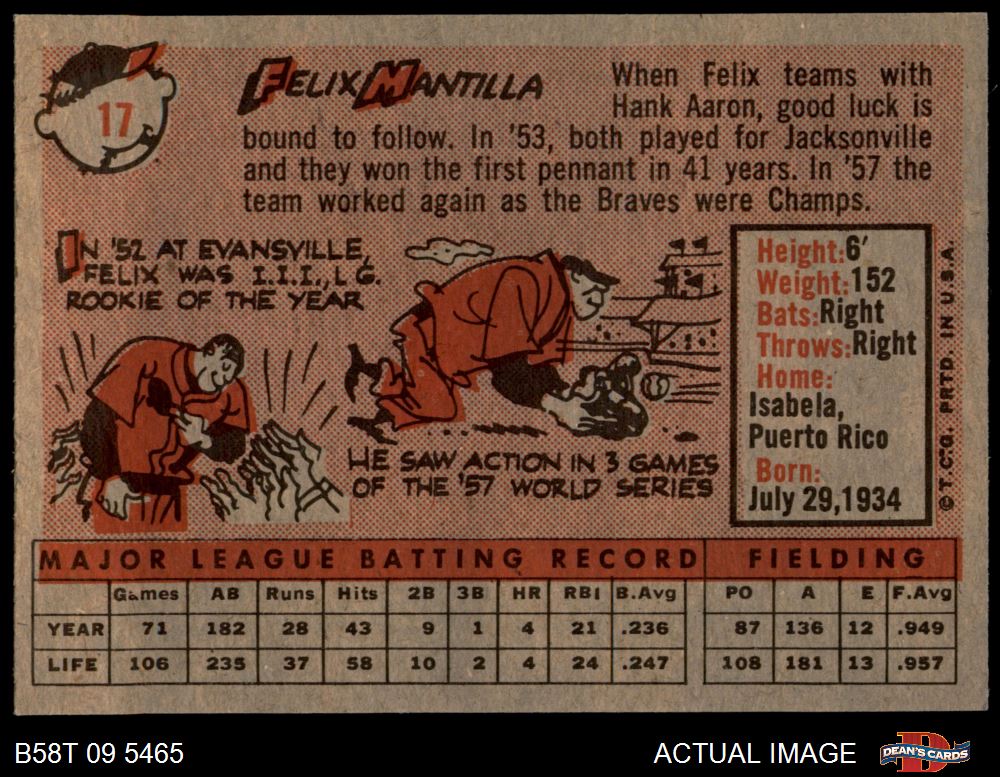 17
FELIX MANTILLA
When Felix teams with
Hank Aaron, good luck is
bound to follow. In '53, both played for Jacksonville
and they won the first pennant in 41 years. In '57 the
team worked again as the Braves were Champs.
IN '52 AT EVANSVILLE,
FELIX WAS I.I.I., LG.
ROOKIE OF THE YEAR
HE SAW ACTION IN 3 GAMES
OF THE '57 WORLD SERIES
Height: 6'
Weight: 152
Bats: Right
Throws: Right
Home:
Isabela,
Puerto Rico
Born:
July 29, 1934
© T.C.G. PRTD. IN U.S.A.
MAJOR LEAGUE BATTING RECORD FIELDING
Games AB Runs Hits 2B 3B HR RBI B.Avg PO A E F.Avg
YEAR 71 182 28 43 9 1 4 21 .236 87 136 12 .949
LIFE 106 235 37 58 10 2 4 24 .247 108 181 13 .957
B58T 09 5465 ACTUAL IMAGE DEAN'S CARDS